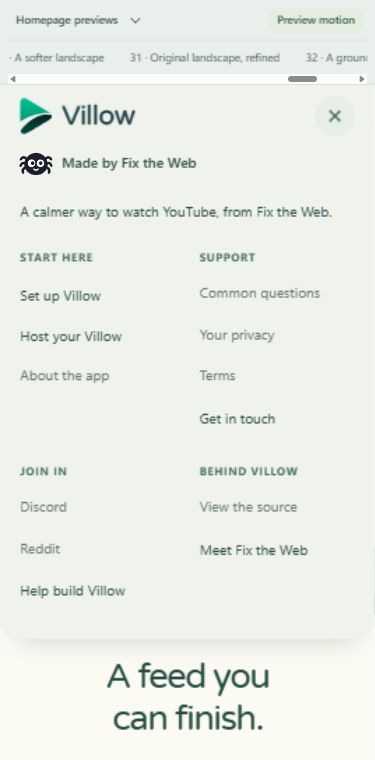 Homepage previews
Preview motion
· A softer landscape 31 · Original landscape, refined 32 · A groun
Villow
Made by Fix the Web
A calmer way to watch YouTube, from Fix the Web.
START HERE
Set up Villow
Host your Villow
About the app
SUPPORT
Common questions
Your privacy
Terms
Get in touch
JOIN IN
Discord
Reddit
Help build Villow
BEHIND VILLOW
View the source
Meet Fix the Web
A feed you
can finish.